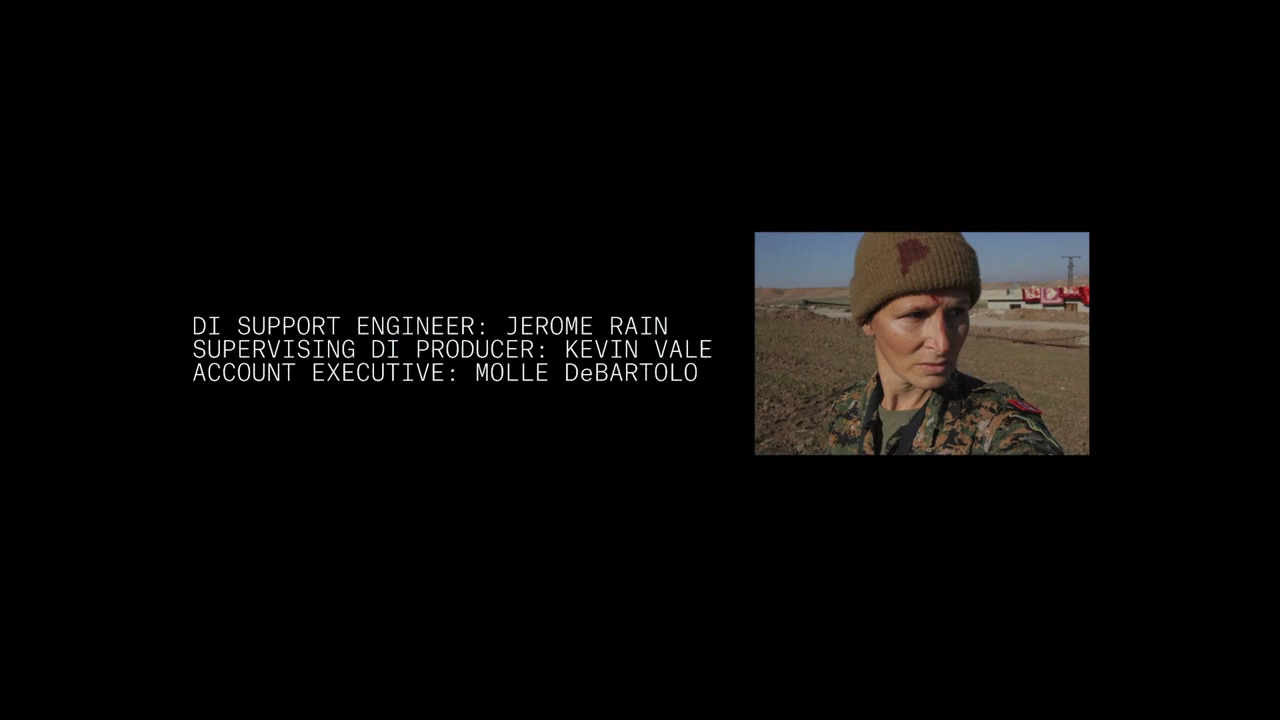 DI SUPPORT ENGINEER: JEROME RAIN
SUPERVISING DI PRODUCER: KEVIN VALE
ACCOUNT EXECUTIVE: MOLLE DeBARTOLO